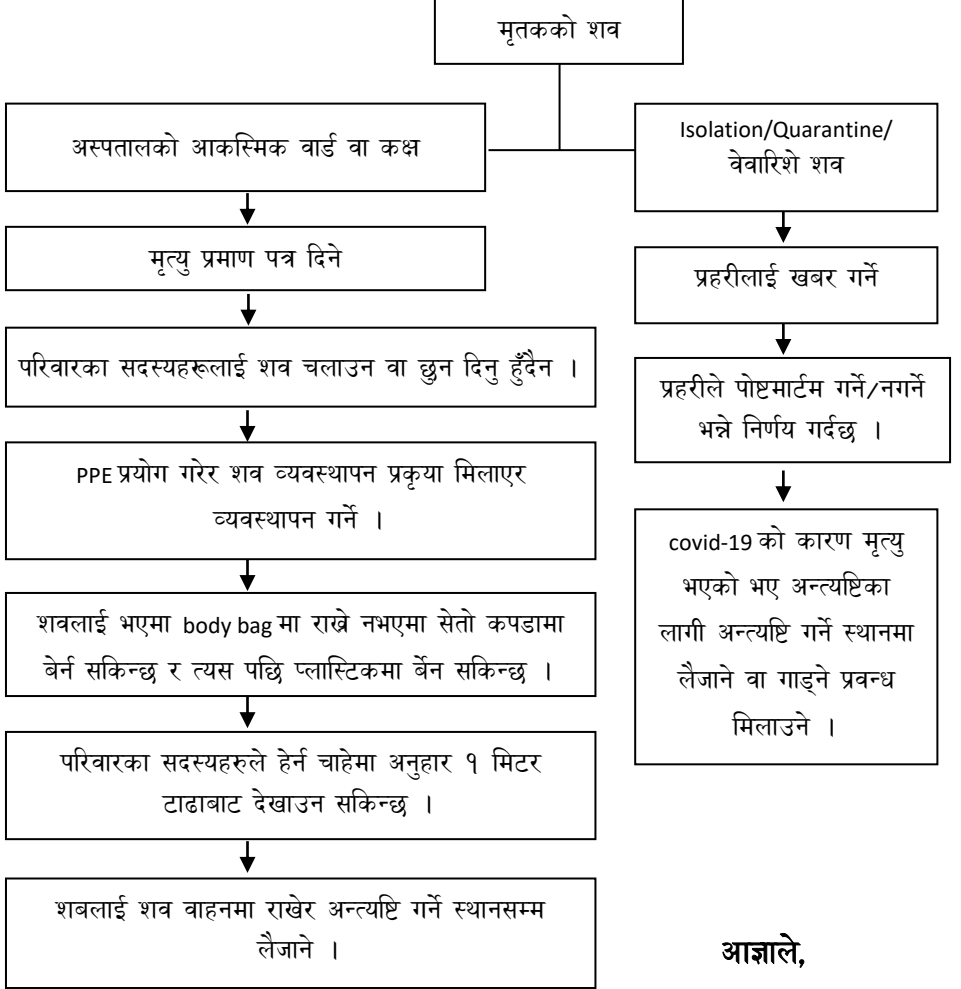 मृतकको शव
अस्पतालको आकस्मिक वार्ड वा कक्ष
मृत्यु प्रमाण पत्र दिने
परिवारका सदस्यहरूलाई शव चलाउन वा छुन दिनु हुँदैन ।
PPE प्रयोग गरेर शव व्यवस्थापन प्रकृया मिलाएर
व्यवस्थापन गर्ने ।
शवलाई भएमा body bag मा राख्ने नभएमा सेतो कपडामा
बेर्न सकिन्छ र त्यस पछि प्लास्टिकमा र्बेन सकिन्छ ।
परिवारका सदस्यहरुले हेर्न चाहेमा अनुहार १ मिटर
टाढाबाट देखाउन सकिन्छ ।
शबलाई शव वाहनमा राखेर अन्त्यष्टि गर्ने स्थानसम्म
लैजाने ।
Isolation/Quarantine/
वेवारिशे शव
प्रहरीलाई खबर गर्ने
प्रहरीले पोष्टमार्टम गर्ने/नगर्ने
भन्ने निर्णय गर्दछ ।
covid-19 को कारण मृत्यु
भएको भए अन्त्यष्टिका
लागी अन्त्यष्टि गर्ने स्थानमा
लैजाने वा गाड्ने प्रवन्ध
मिलाउने ।
आज्ञाले,